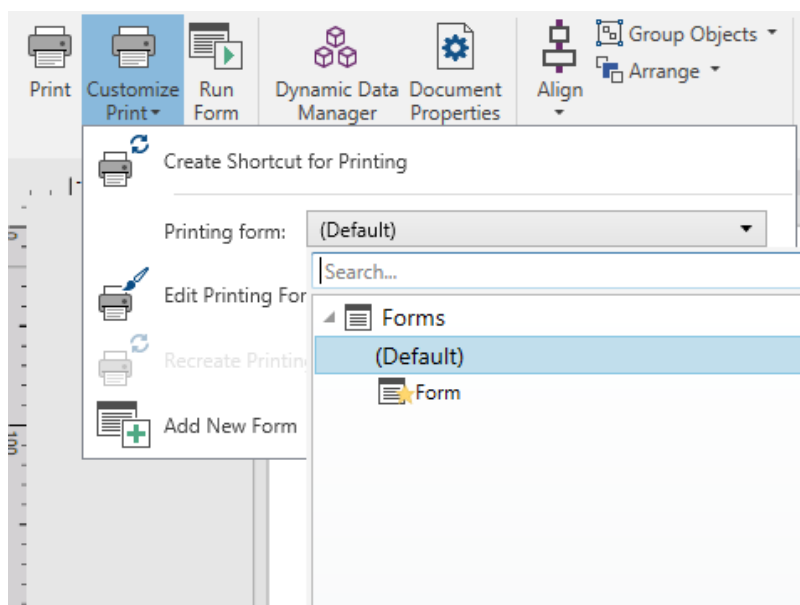 Print
Customize
Print
Run
Form
Dynamic Data
Manager
Document
Properties
Align
Group Objects
Arrange
Create Shortcut for Printing
Printing form:
(Default)
Search...
Edit Printing For
Forms
(Default)
Recreate Printin
Form
Add New Form